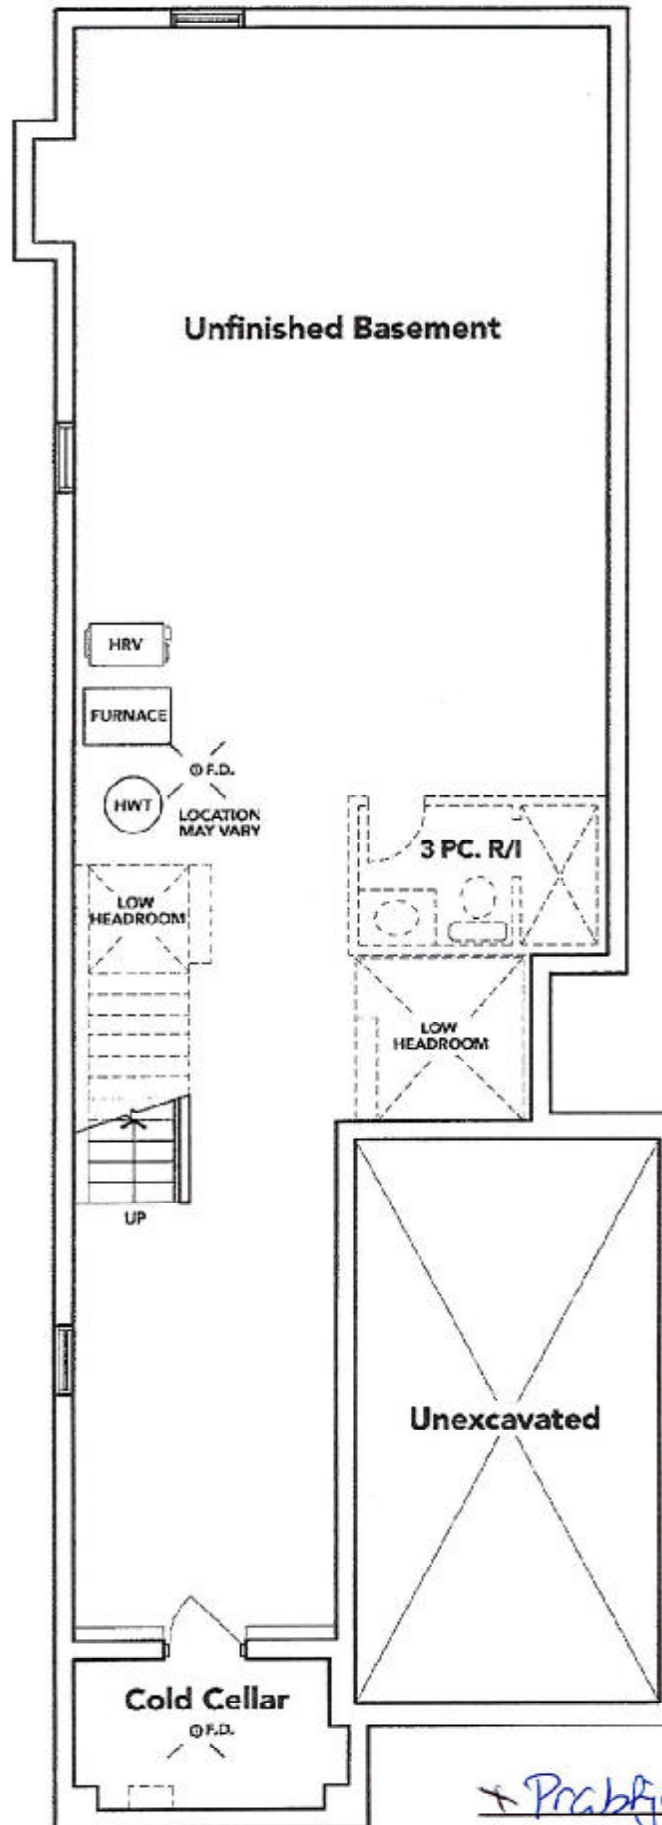 Unfinished Basement
HRV
FURNACE
F.D.
HWT
LOCATION
MAY VARY
3 PC. R/I
LOW
HEADROOM
LOW
HEADROOM
UP
Unexcavated
Cold Cellar
F.D.